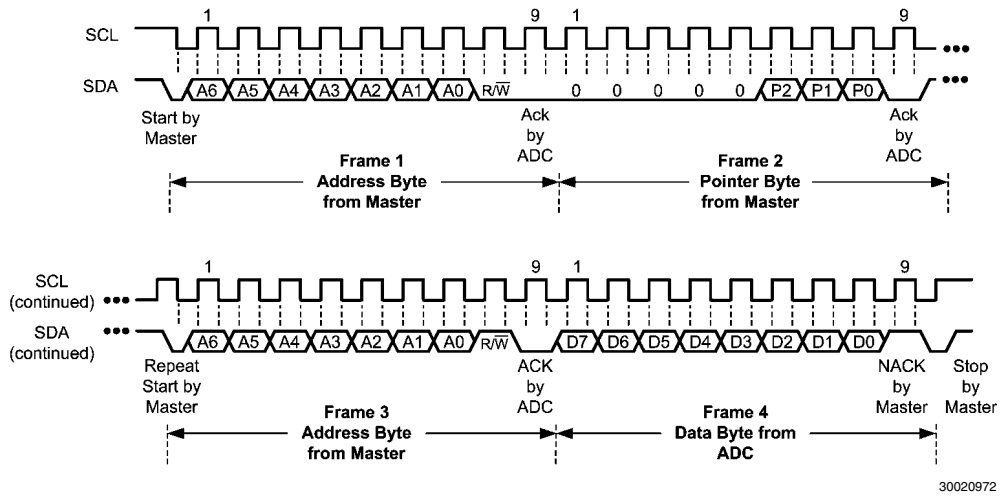 1 9 1 9
SCL
SDA A6 A5 A4 A3 A2 A1 A0 R/W̅ 0 0 0 0 0 P2 P1 P0
Start by
Master
Ack
by
ADC
Ack
by
ADC
Frame 1
Address Byte
from Master
Frame 2
Pointer Byte
from Master
1 9 1 9
SCL
(continued)
SDA
(continued)
A6 A5 A4 A3 A2 A1 A0 R/W̅ D7 D6 D5 D4 D3 D2 D1 D0
Repeat
Start by
Master
ACK
by
ADC
NACK
by
Master
Stop
by
Master
Frame 3
Address Byte
from Master
Frame 4
Data Byte from
ADC
30020972